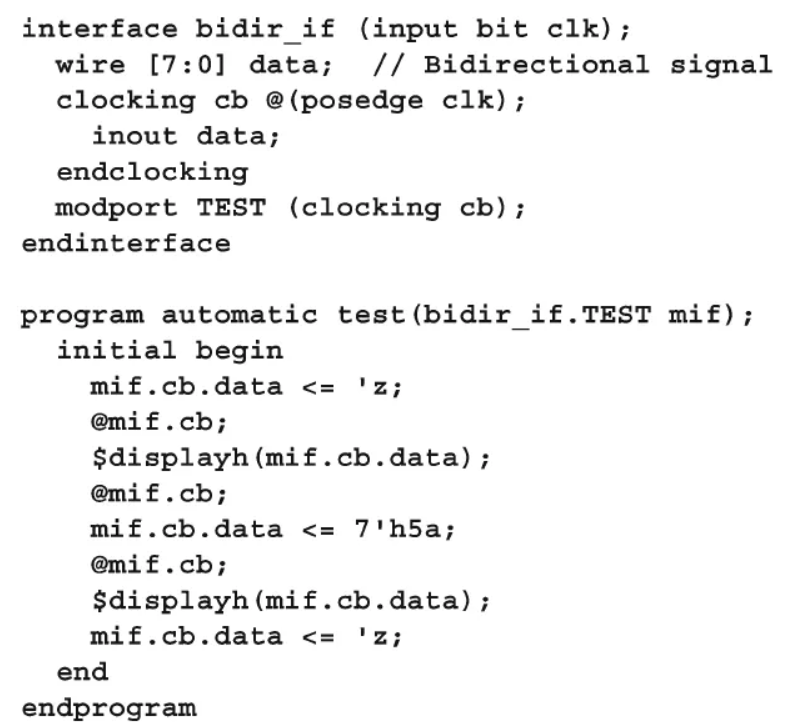 interface bidir_if (input bit clk);
  wire [7:0] data;  // Bidirectional signal
  clocking cb @(posedge clk);
    inout data;
  endclocking
  modport TEST (clocking cb);
endinterface

program automatic test(bidir_if.TEST mif);
  initial begin
    mif.cb.data <= 'z;
    @mif.cb;
    $displayh(mif.cb.data);
    @mif.cb;
    mif.cb.data <= 7'h5a;
    @mif.cb;
    $displayh(mif.cb.data);
    mif.cb.data <= 'z;
  end
endprogram